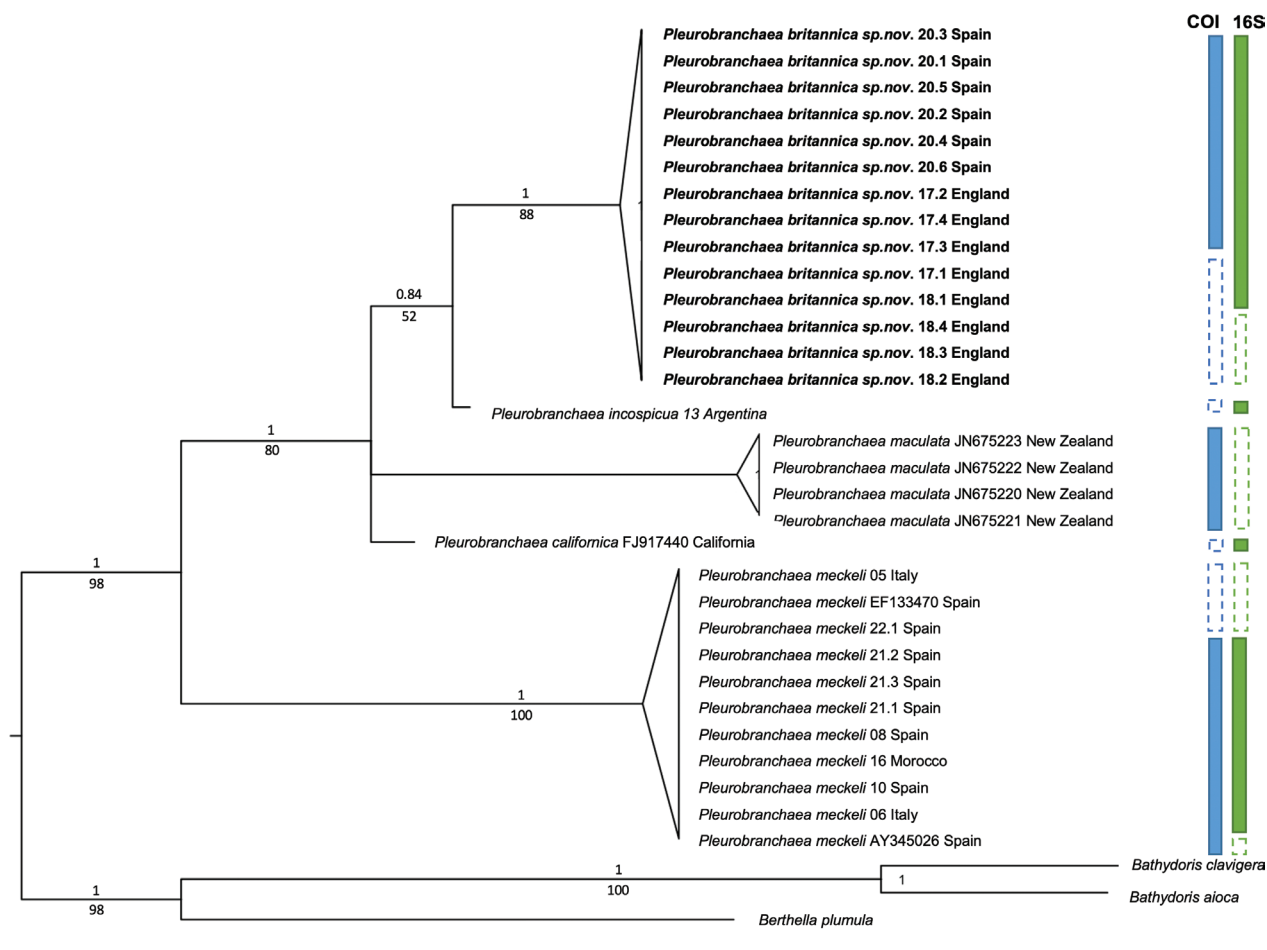 COI 16S
Pleurobranchaea britannica sp.nov. 20.3 Spain
Pleurobranchaea britannica sp.nov. 20.1 Spain
Pleurobranchaea britannica sp.nov. 20.5 Spain
Pleurobranchaea britannica sp.nov. 20.2 Spain
Pleurobranchaea britannica sp.nov. 20.4 Spain
Pleurobranchaea britannica sp.nov. 20.6 Spain
1
Pleurobranchaea britannica sp.nov. 17.2 England
88
Pleurobranchaea britannica sp.nov. 17.4 England
Pleurobranchaea britannica sp.nov. 17.3 England
Pleurobranchaea britannica sp.nov. 17.1 England
0.84
Pleurobranchaea britannica sp.nov. 18.1 England
52
Pleurobranchaea britannica sp.nov. 18.4 England
Pleurobranchaea britannica sp.nov. 18.3 England
Pleurobranchaea britannica sp.nov. 18.2 England
Pleurobranchaea incospicua 13 Argentina
1
80
Pleurobranchaea maculata JN675223 New Zealand
Pleurobranchaea maculata JN675222 New Zealand
Pleurobranchaea maculata JN675220 New Zealand
Pleurobranchaea maculata JN675221 New Zealand
Pleurobranchaea californica FJ917440 California
1
98
Pleurobranchaea meckeli 05 Italy
Pleurobranchaea meckeli EF133470 Spain
Pleurobranchaea meckeli 22.1 Spain
Pleurobranchaea meckeli 21.2 Spain
Pleurobranchaea meckeli 21.3 Spain
1
100
Pleurobranchaea meckeli 21.1 Spain
Pleurobranchaea meckeli 08 Spain
Pleurobranchaea meckeli 16 Morocco
Pleurobranchaea meckeli 10 Spain
Pleurobranchaea meckeli 06 Italy
Pleurobranchaea meckeli AY345026 Spain
Bathydoris clavigera
1
100
1
1
98
Bathydoris aioca
Berthella plumula